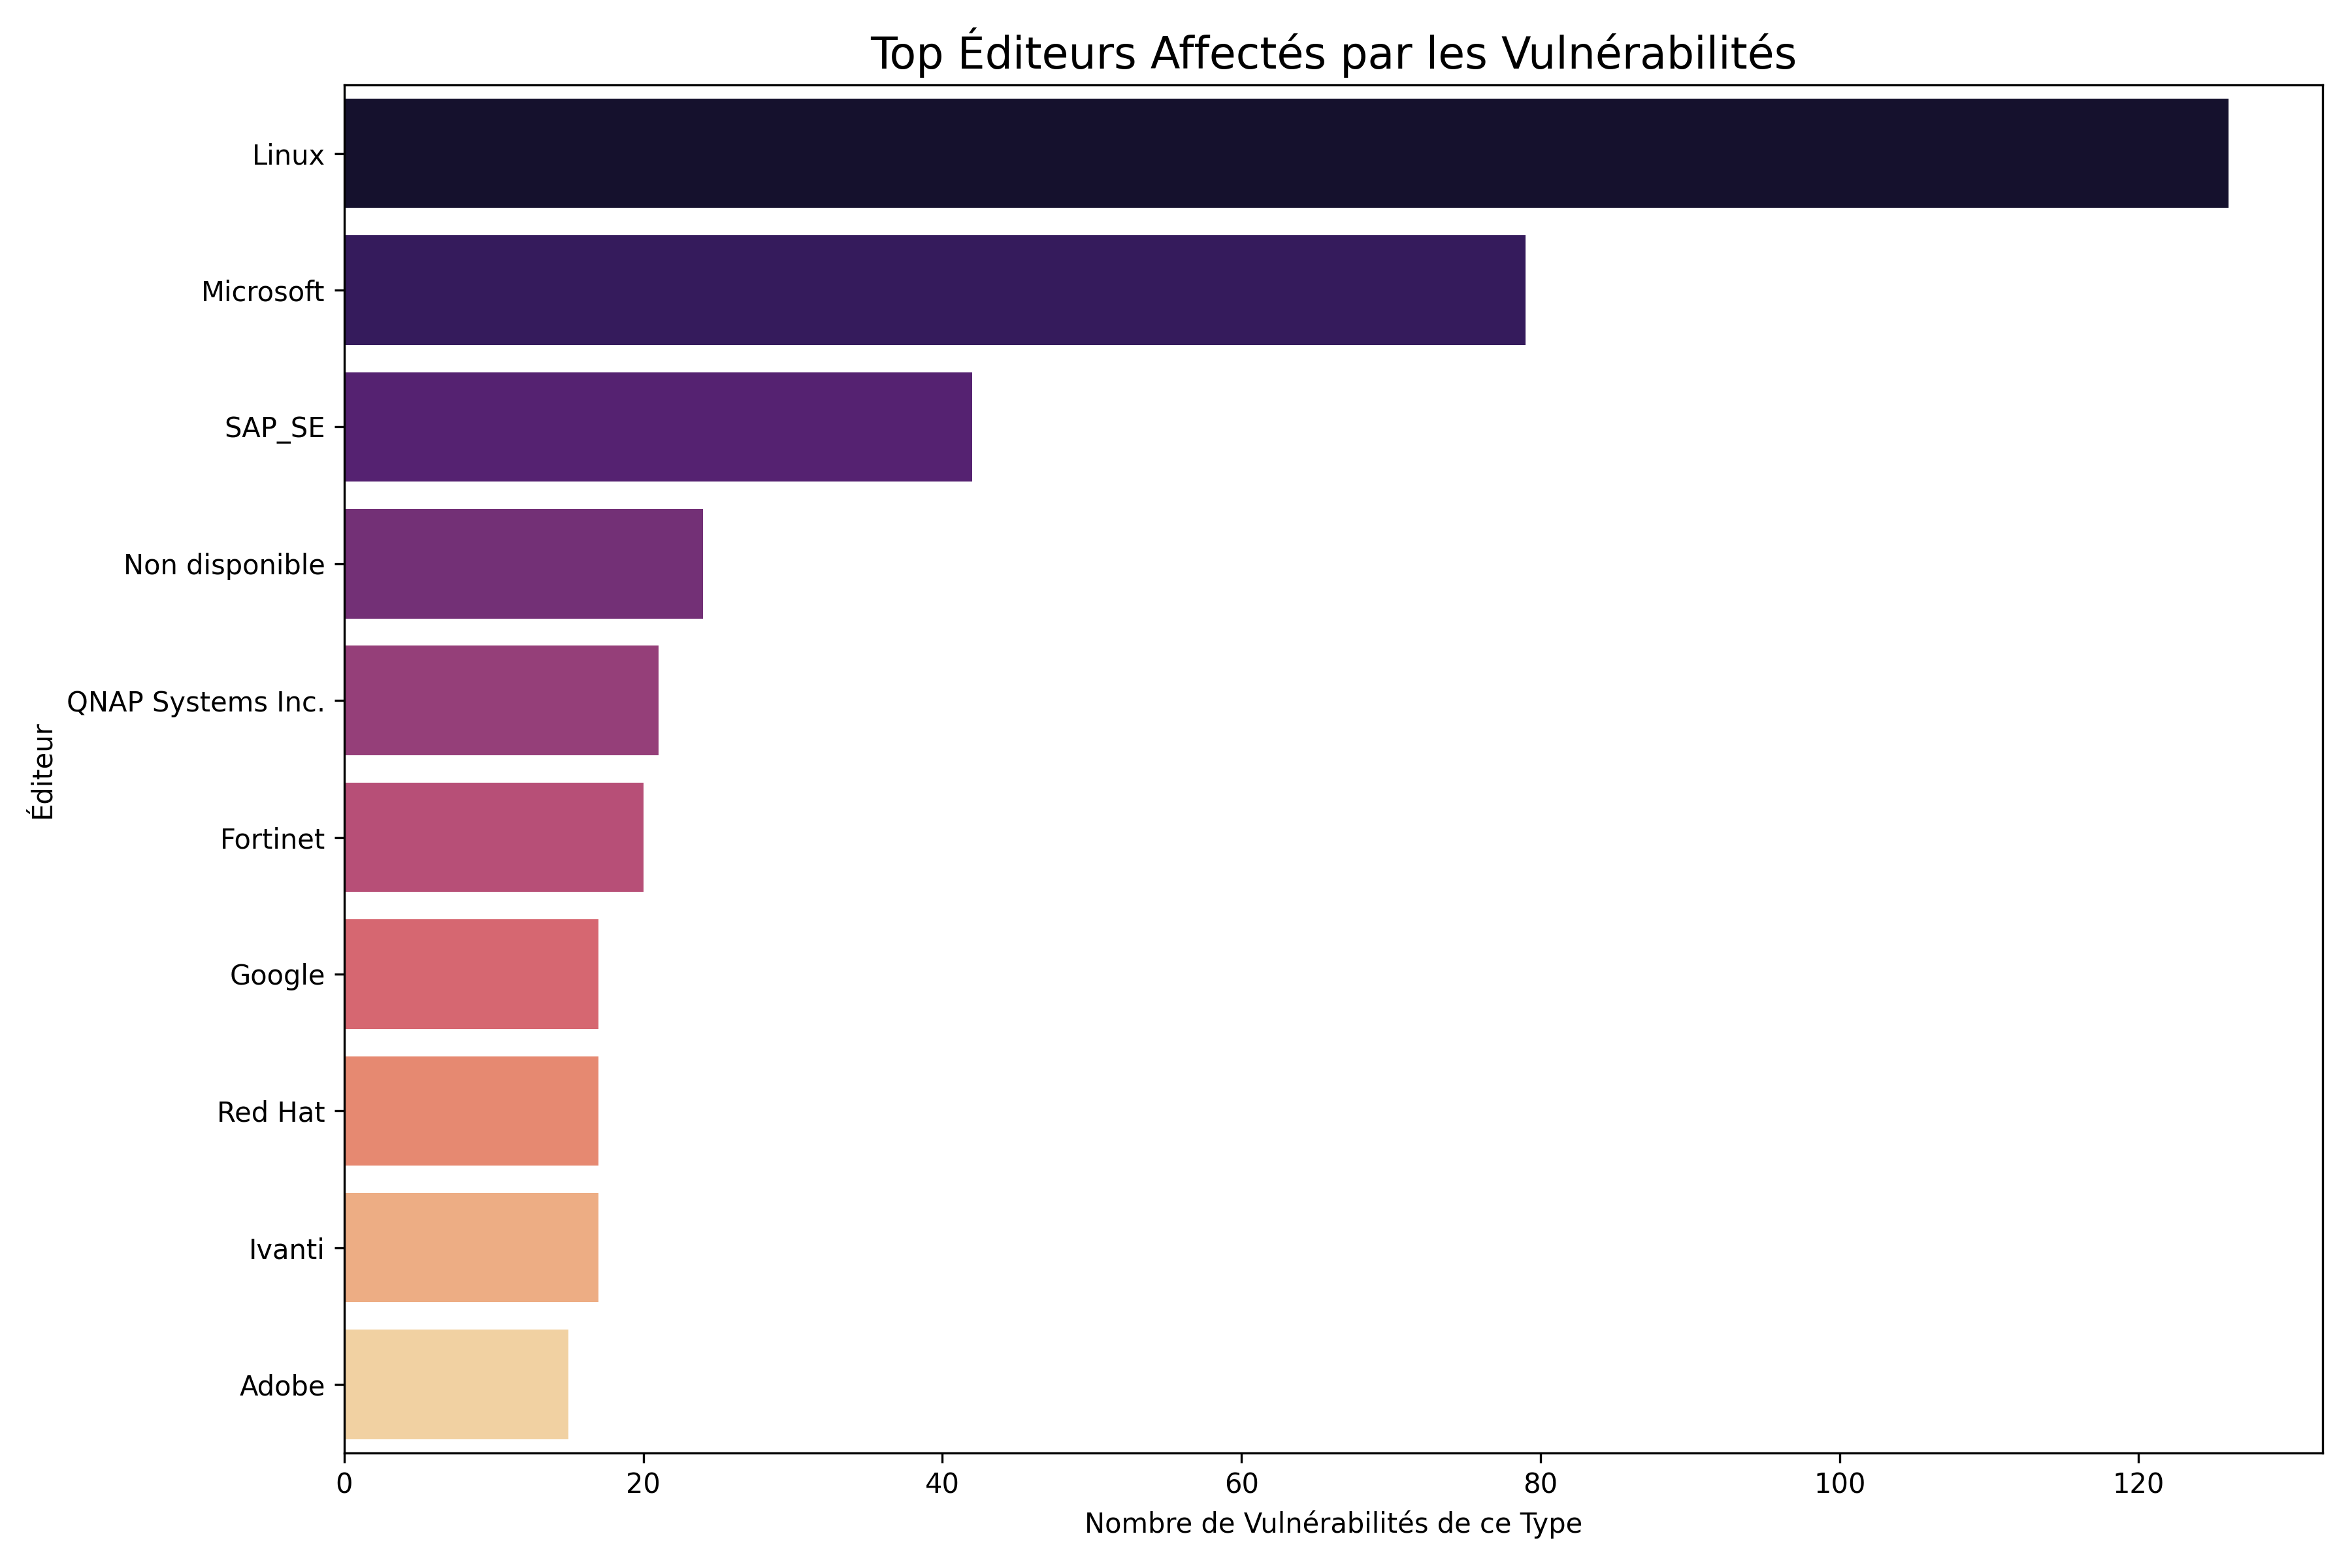 Top Éditeurs Affectés par les Vulnérabilités
Éditeur
Linux
Microsoft
SAP_SE
Non disponible
QNAP Systems Inc.
Fortinet
Google
Red Hat
Ivanti
Adobe
0 20 40 60 80 100 120
Nombre de Vulnérabilités de ce Type